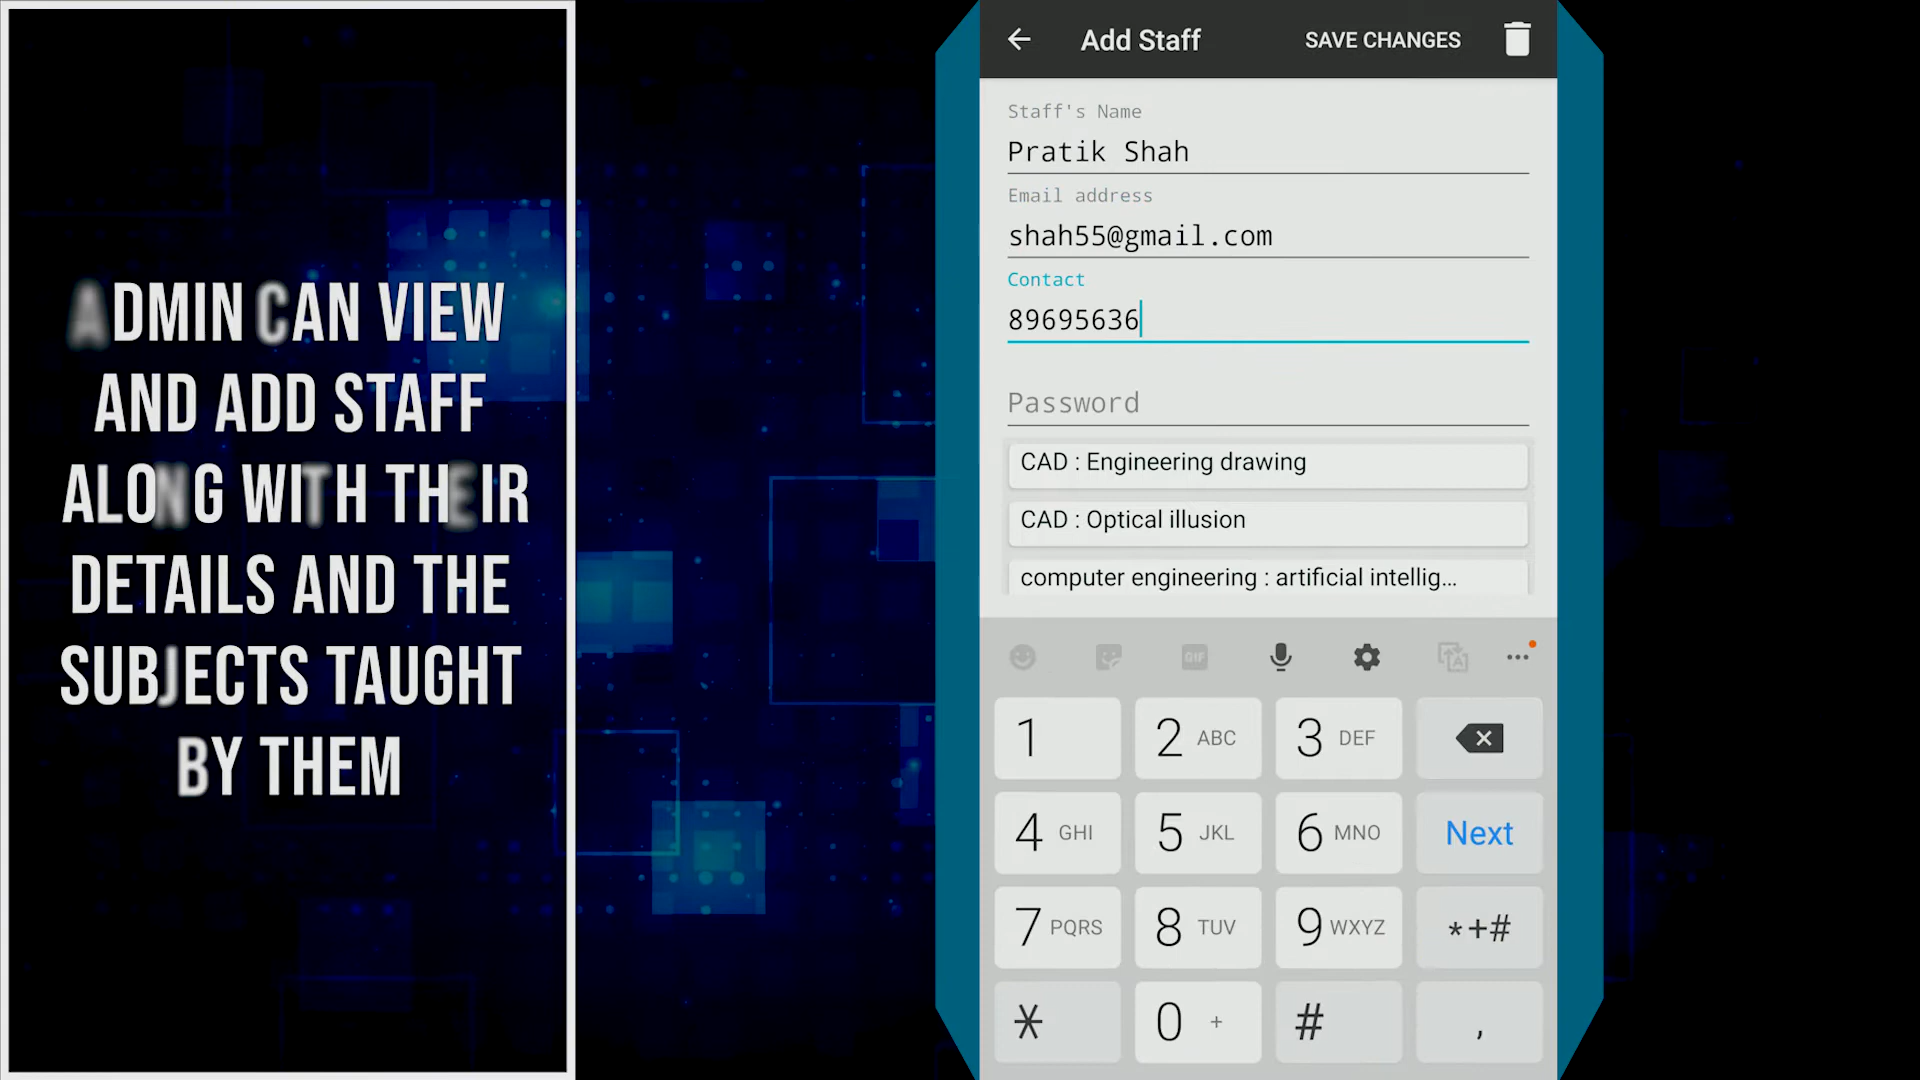 ADMIN CAN VIEW
AND ADD STAFF
ALONG WITH THEIR
DETAILS AND THE
SUBJECTS TAUGHT
BY THEM
Add Staff
SAVE CHANGES
Staff's Name
Pratik Shah
Email address
shah55@gmail.com
Contact
89695636
Password
CAD : Engineering drawing
CAD : Optical illusion
computer engineering : artificial intellig...
GIF
1
2 ABC
3 DEF
4 GHI
5 JKL
6 MNO
Next
7 PQRS
8 TUV
9 WXYZ
*+#
*
0 +
#
,